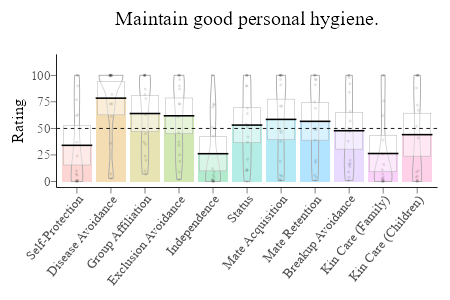 Maintain good personal hygiene.
Rating
100
75
50
25
0
Self-Protection
Disease Avoidance
Group Affiliation
Exclusion Avoidance
Independence
Status
Mate Acquisition
Mate Retention
Breakup Avoidance
Kin Care (Family)
Kin Care (Children)